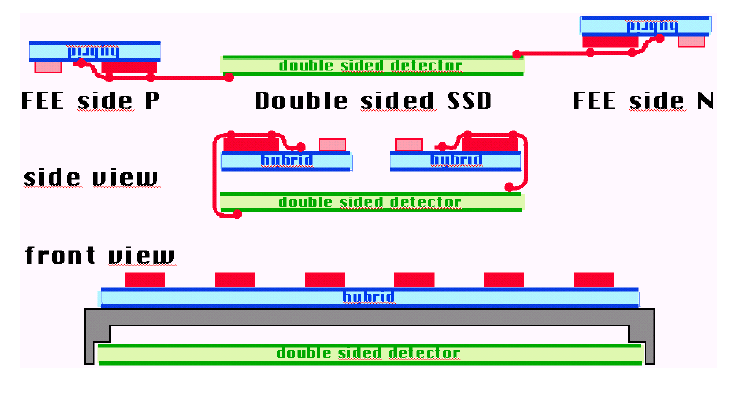 hybrid
hybrid
double sided detector
FEE side P
Double sided SSD
FEE side N
hybrid
hybrid
side view
double sided detector
front view
hybrid
double sided detector